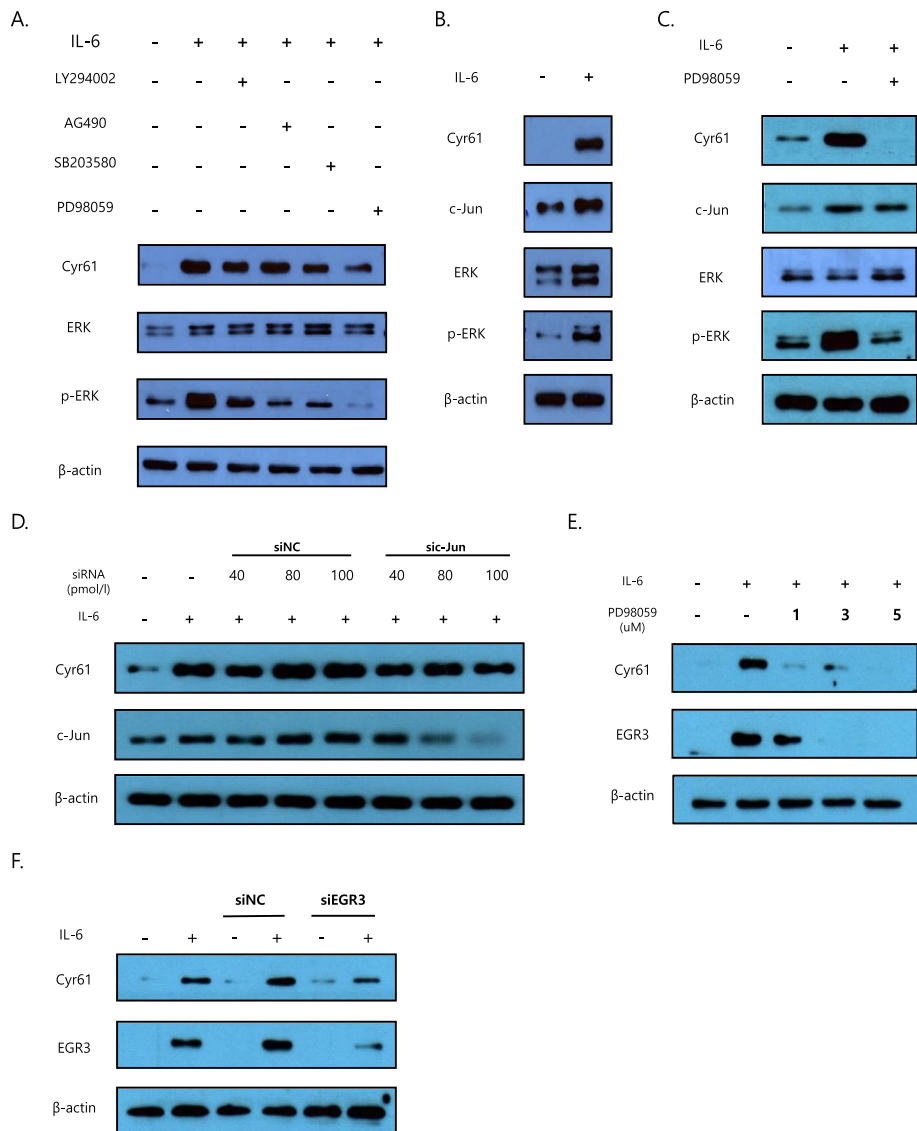 A.
IL-6 - + + + + +
LY294002 - - + - - -
AG490 - - - + - -
SB203580 - - - - + -
PD98059 - - - - - +
Cyr61
ERK
p-ERK
β-actin
B.
IL-6 - +
Cyr61
c-Jun
ERK
p-ERK
β-actin
C.
IL-6 - + +
PD98059 - - +
Cyr61
c-Jun
ERK
p-ERK
β-actin
D.
siNC sic-Jun
siRNA - - 40 80 100 40 80 100
(pmol/l)
IL-6 - + + + + + + +
Cyr61
c-Jun
β-actin
E.
IL-6 - + + + +
PD98059 - - 1 3 5
(uM)
Cyr61
EGR3
β-actin
F.
siNC siEGR3
IL-6 - + - + - +
Cyr61
EGR3
β-actin